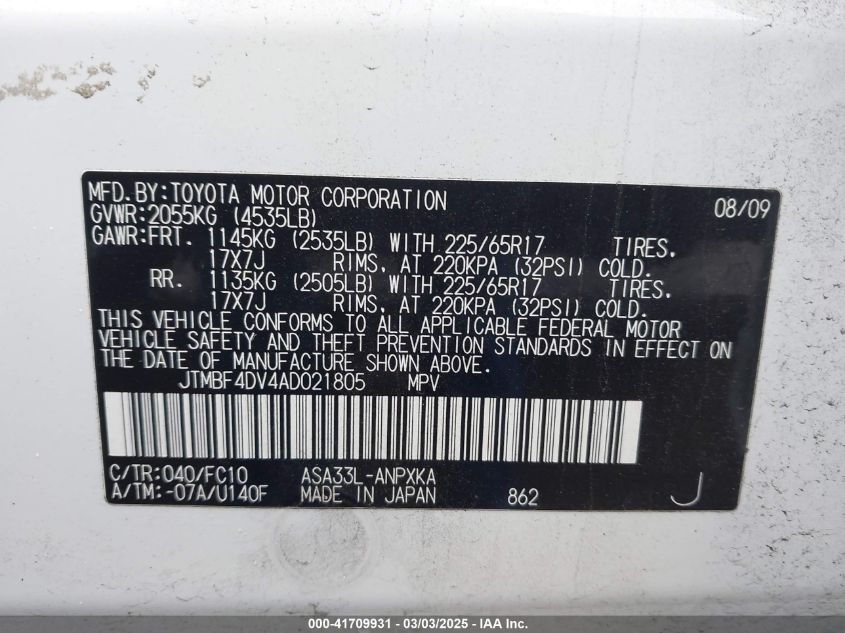 MFD.BY:TOYOTA MOTOR CORPORATION 08/09
GVWR:2055KG (4535LB)
GAWR:FRT. 1145KG (2535LB) WITH 225/65R17 TIRES,
17X7J RIMS, AT 220KPA (32PSI) COLD.
RR. 1135KG (2505LB) WITH 225/65R17 TIRES,
17X7J RIMS, AT 220KPA (32PSI) COLD.
THIS VEHICLE CONFORMS TO ALL APPLICABLE FEDERAL MOTOR
VEHICLE SAFETY AND THEFT PREVENTION STANDARDS IN EFFECT ON
THE DATE OF MANUFACTURE SHOWN ABOVE.
JTMBF4DV4AD021805 MPV
C/TR:040/FC10 ASA33L-ANPXKA
A/TM:-07A/U140F MADE IN JAPAN 862 J
000-41709931 - 03/03/2025 - IAA Inc.